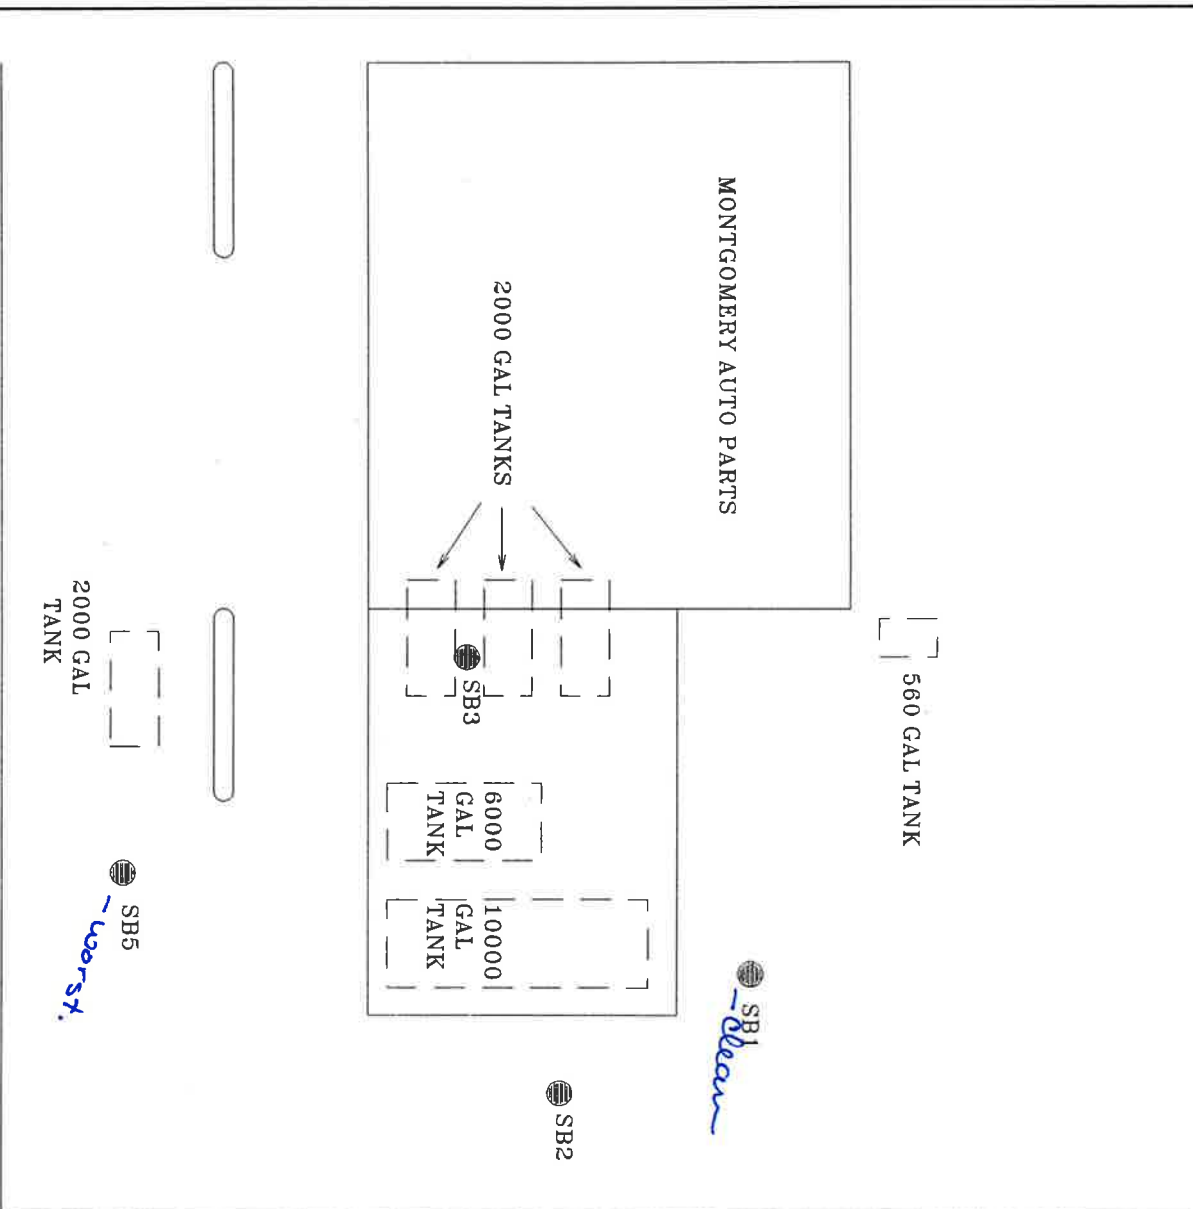 MONTGOMERY AUTO PARTS
2000 GAL TANKS
560 GAL TANK
SB3
6000
GAL
TANK
10000
GAL
TANK
SB1
-Clean
SB2
2000 GAL
TANK
SB5
-worst.